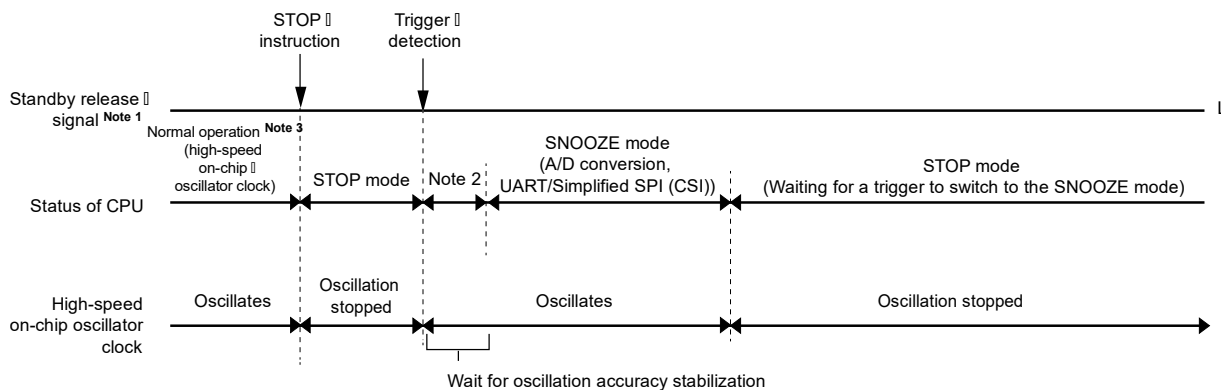 STOP
instruction
Trigger
detection
Standby release
signal Note 1
L
Normal operation Note 3
(high-speed
on-chip
oscillator clock)
STOP mode
Note 2
SNOOZE mode
(A/D conversion,
UART/Simplified SPI (CSI))
STOP mode
(Waiting for a trigger to switch to the SNOOZE mode)
Status of CPU
High-speed
on-chip oscillator
clock
Oscillates
Oscillation
stopped
Oscillates
Oscillation stopped
Wait for oscillation accuracy stabilization